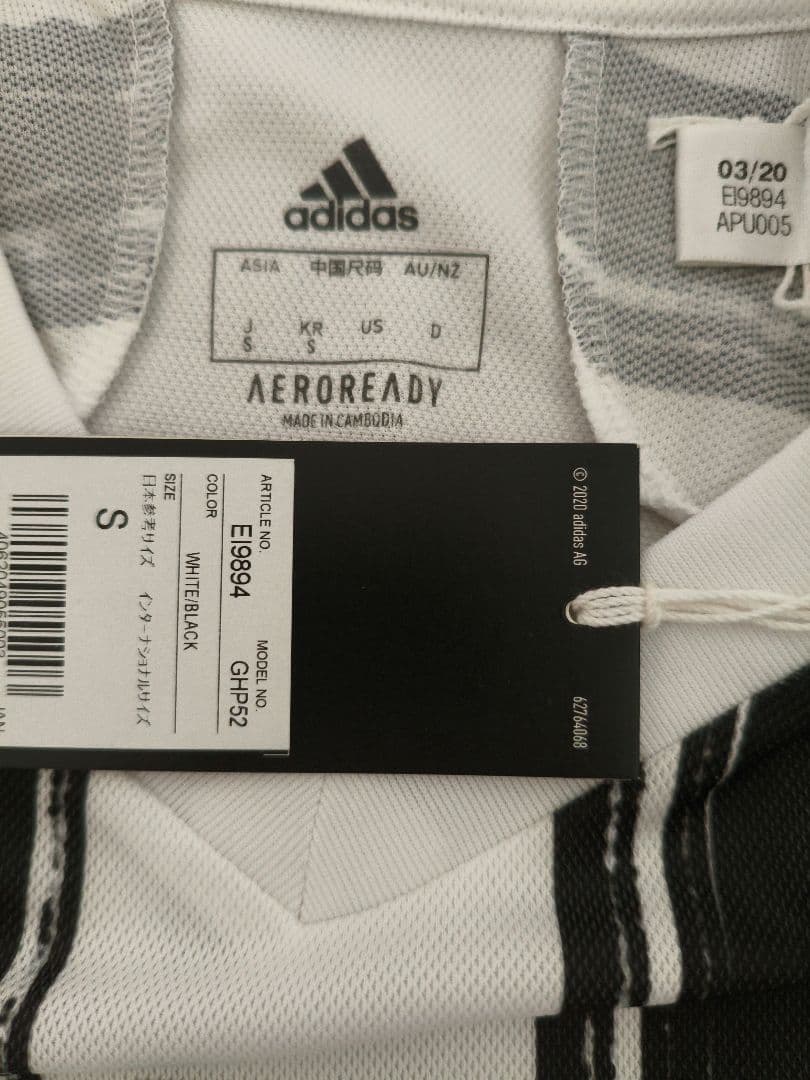 adidas
ASIA 中国尺码 AU/NZ
J KR US D
S S
AEROREADY
MADE IN CAMBODIA
03/20
EI9894
APU005
© 2020 adidas AG
62764068
ARTICLE NO. MODEL NO.
EI9894 GHP52
COLOR
WHITE/BLACK
SIZE
日本参考サイズ インターナショナルサイズ
S
JAN